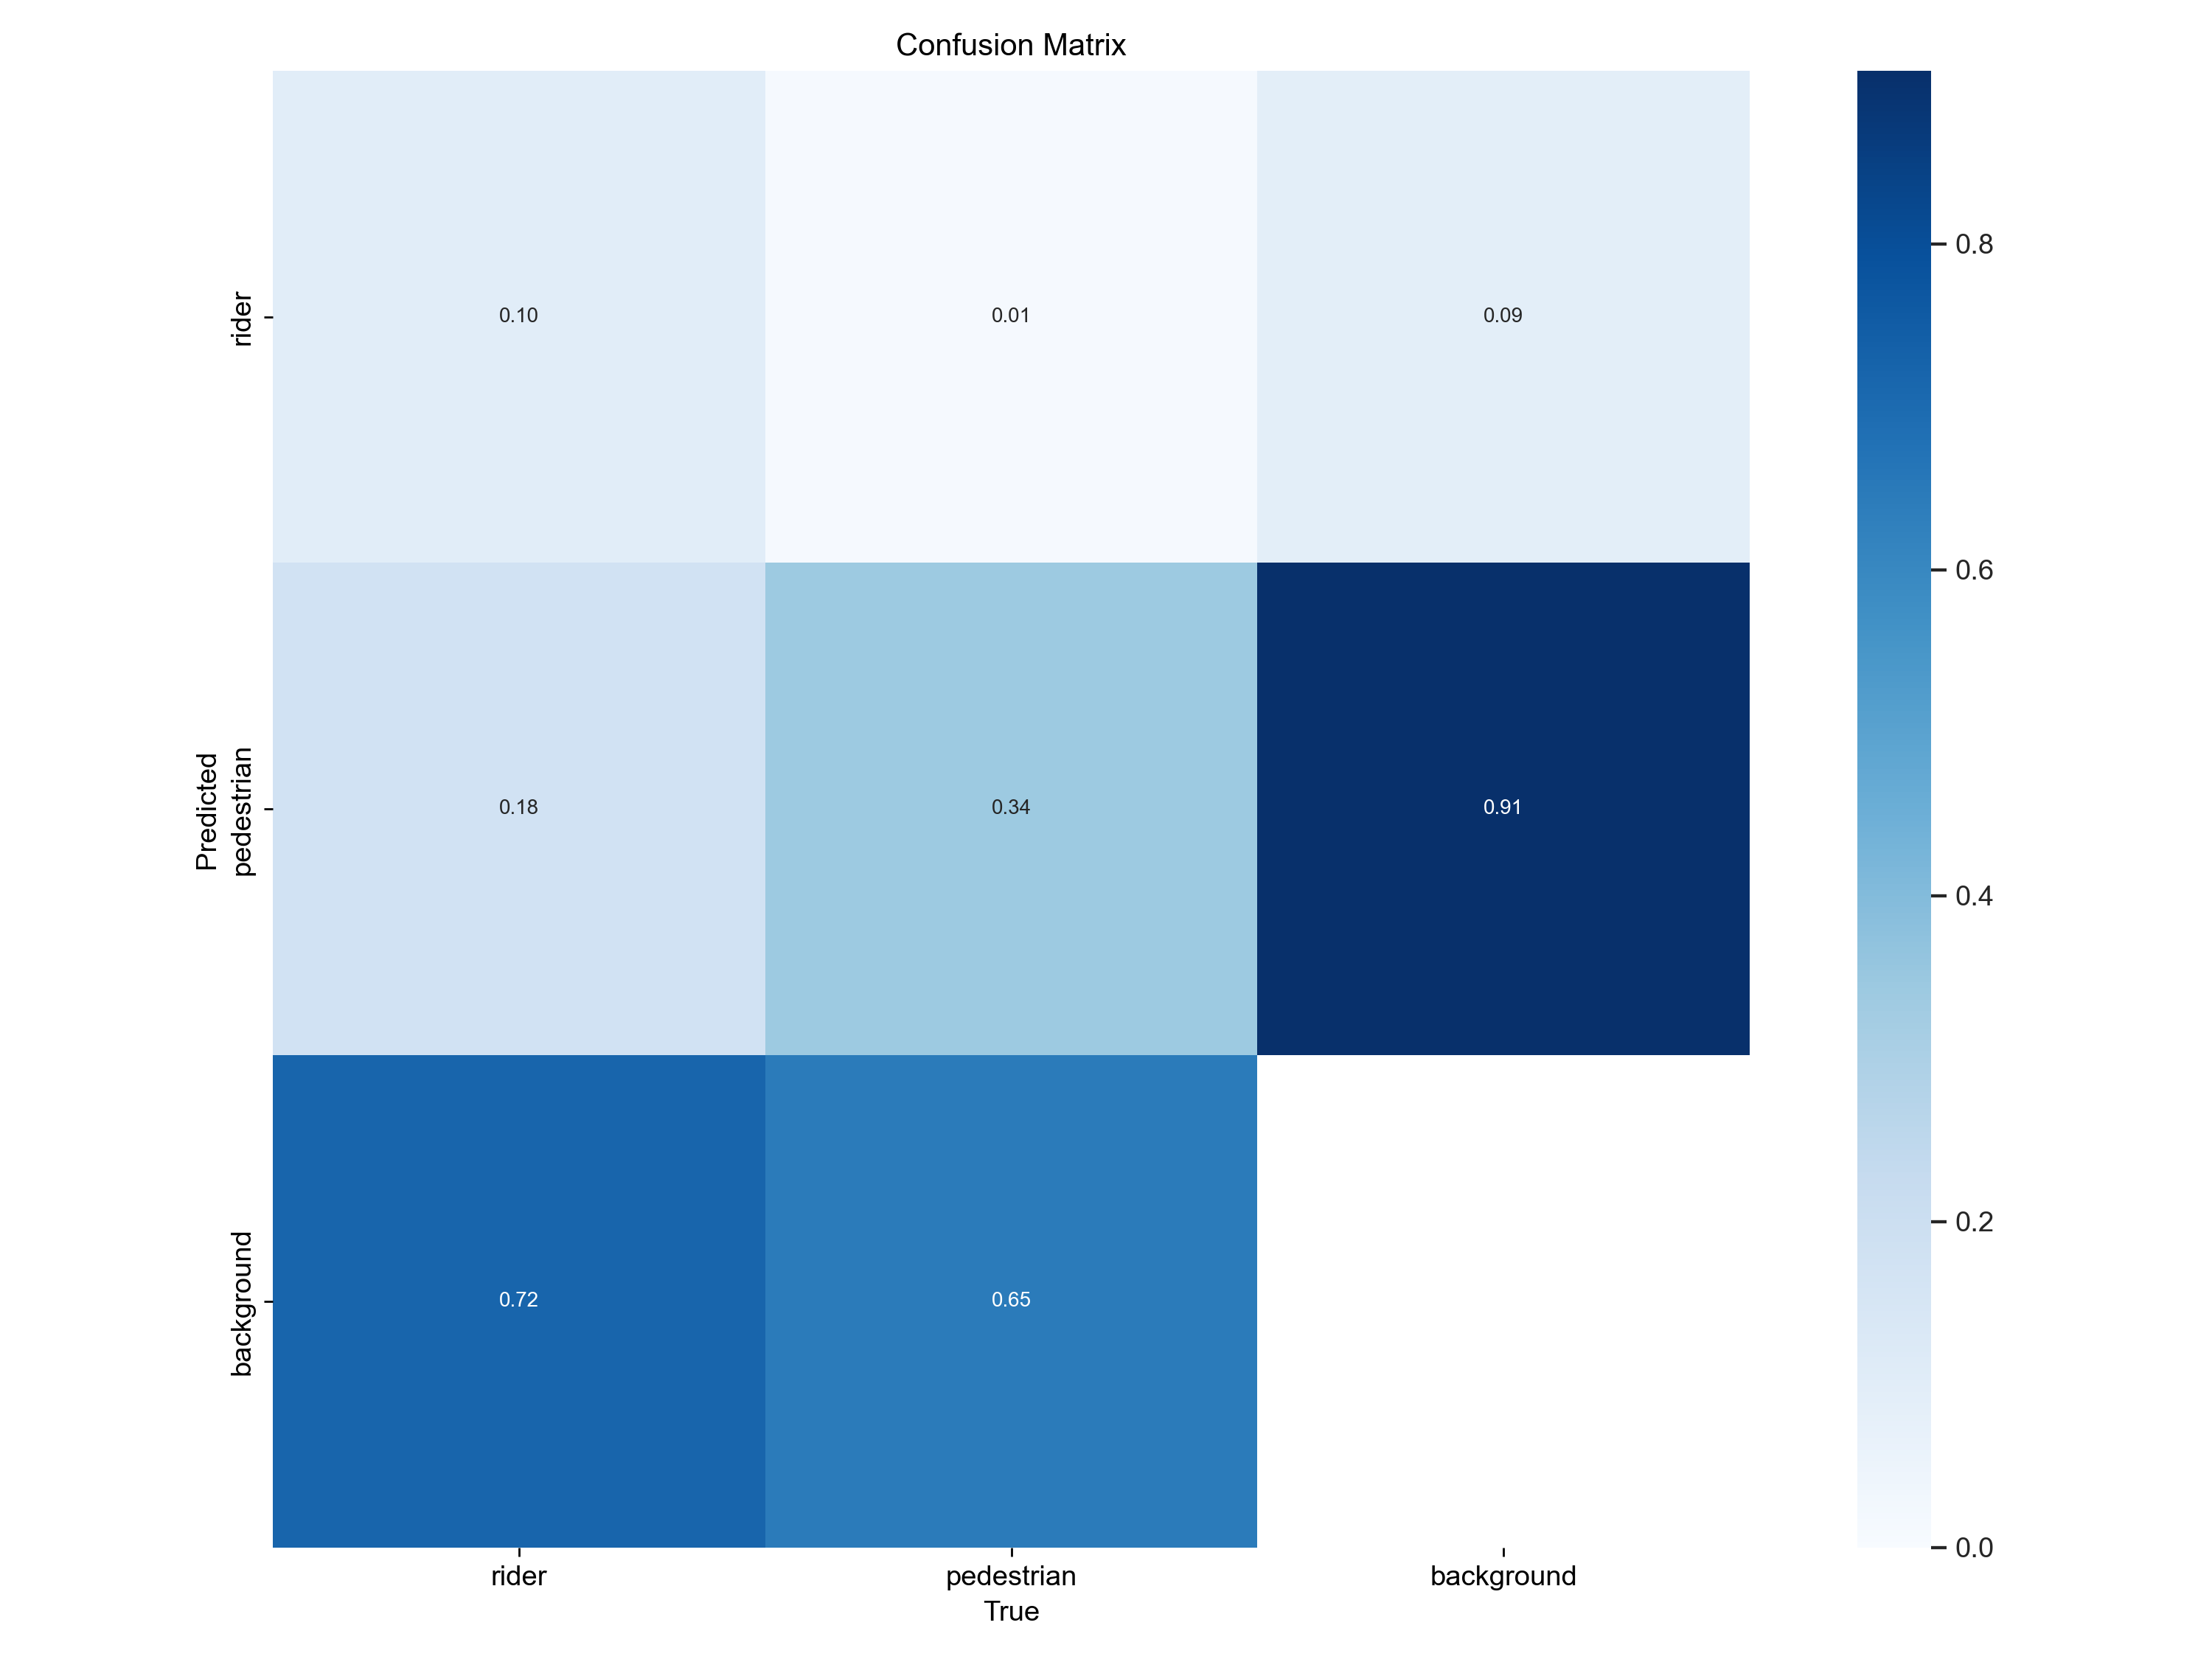 Confusion Matrix
rider
0.10
0.01
0.09
Predicted
pedestrian
0.18
0.34
0.91
background
0.72
0.65
rider
pedestrian
background
True
0.8
0.6
0.4
0.2
0.0